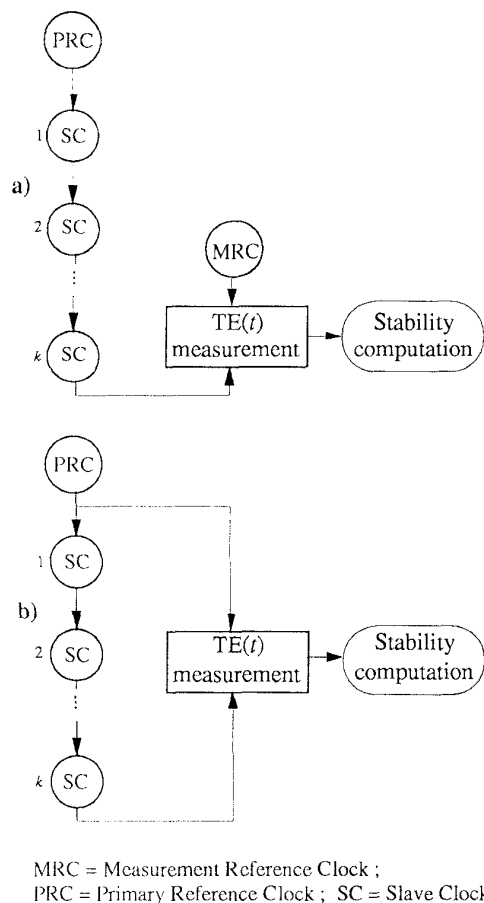 PRC
1 SC
a)
2 SC
MRC
⋮
TE(t)
measurement
Stability
computation
k SC
PRC
1 SC
b)
2 SC
TE(t)
measurement
Stability
computation
⋮
k SC
MRC = Measurement Reference Clock ;
PRC = Primary Reference Clock ; SC = Slave Clock